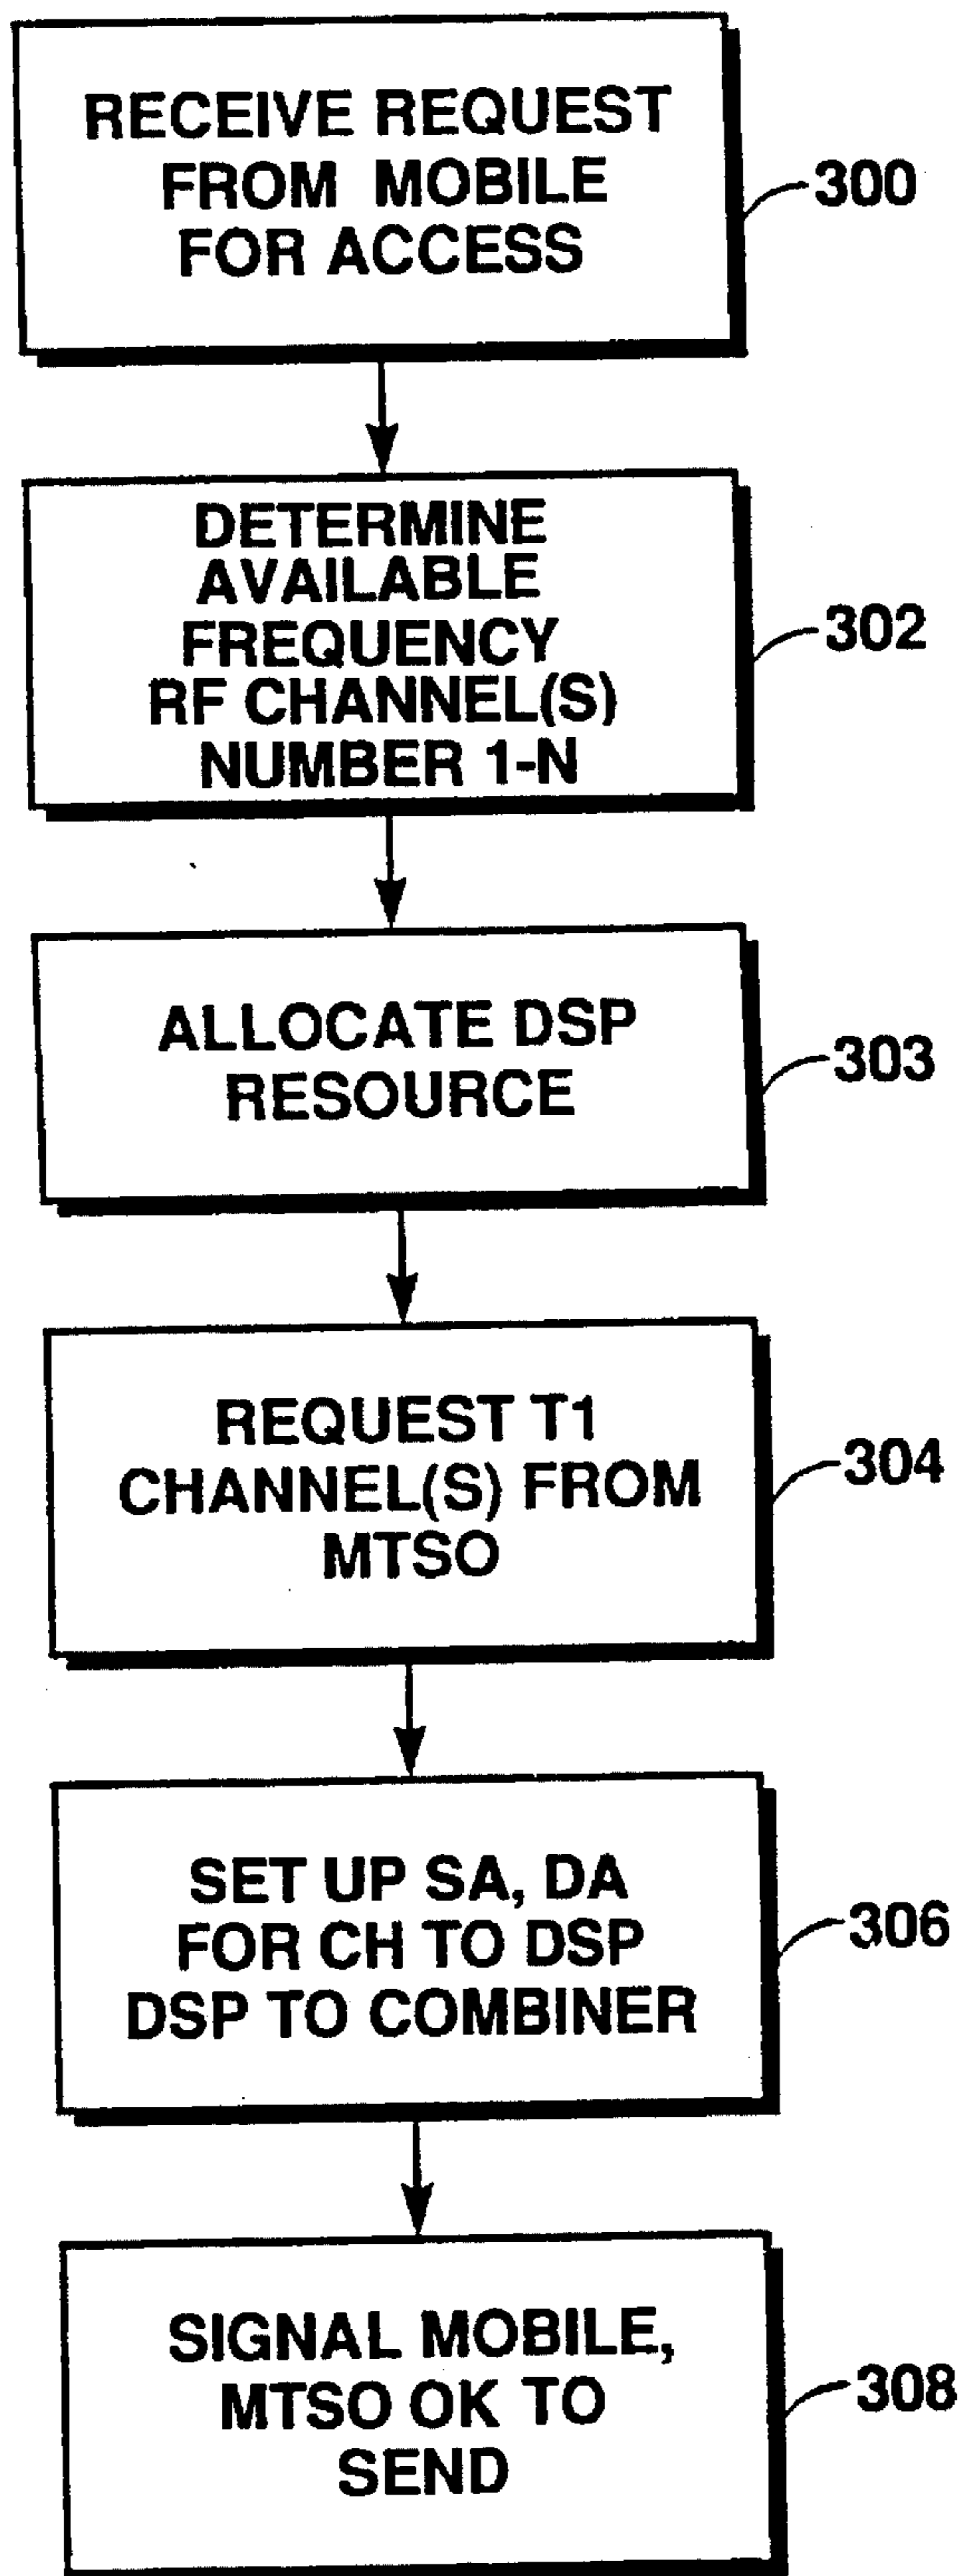 RECEIVE REQUEST
FROM MOBILE
FOR ACCESS
300
DETERMINE
AVAILABLE
FREQUENCY
RF CHANNEL(S)
NUMBER 1-N
302
ALLOCATE DSP
RESOURCE
303
REQUEST T1
CHANNEL(S) FROM
MTSO
304
SET UP SA, DA
FOR CH TO DSP
DSP TO COMBINER
306
SIGNAL MOBILE,
MTSO OK TO
SEND
308